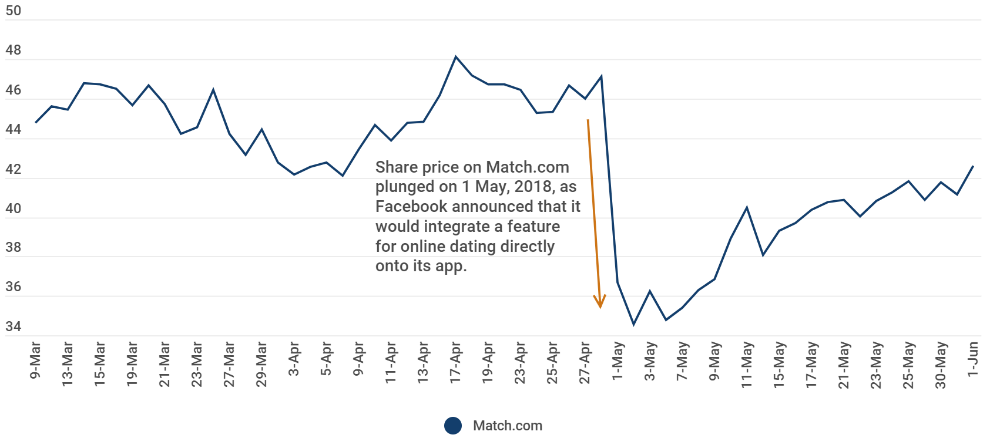 50
48
46
44
42
40
38
36
34
Share price on Match.com
plunged on 1 May, 2018, as
Facebook announced that it
would integrate a feature
for online dating directly
onto its app.
9-Mar
13-Mar
15-Mar
19-Mar
21-Mar
23-Mar
27-Mar
29-Mar
3-Apr
5-Apr
9-Apr
11-Apr
13-Apr
17-Apr
19-Apr
23-Apr
25-Apr
27-Apr
1-May
3-May
7-May
9-May
11-May
15-May
17-May
21-May
23-May
25-May
30-May
1-Jun
Match.com